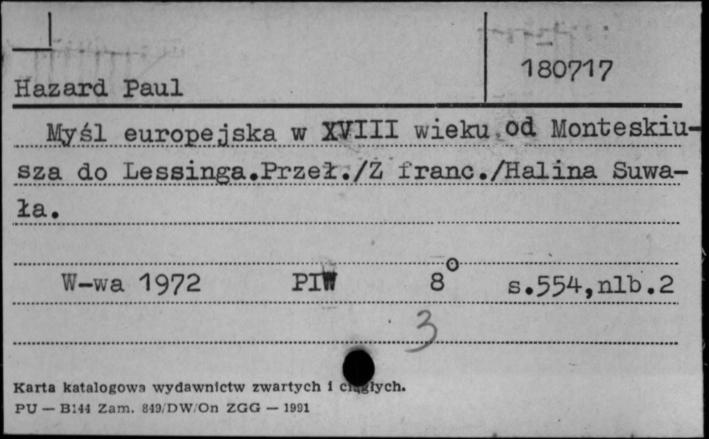 180717
Hazard Paul
Myśl europejska w XVIII wieku od Monteskiu-
sza do Lessinga.Przeł./Z franc./Halina Suwa-
ła.
W-wa 1972 PIW 8° s.554,nlb.2
3
Karta katalogowa wydawnictw zwartych i ciągłych.
PU — B144 Zam. 849/DW/On ZGG — 1991